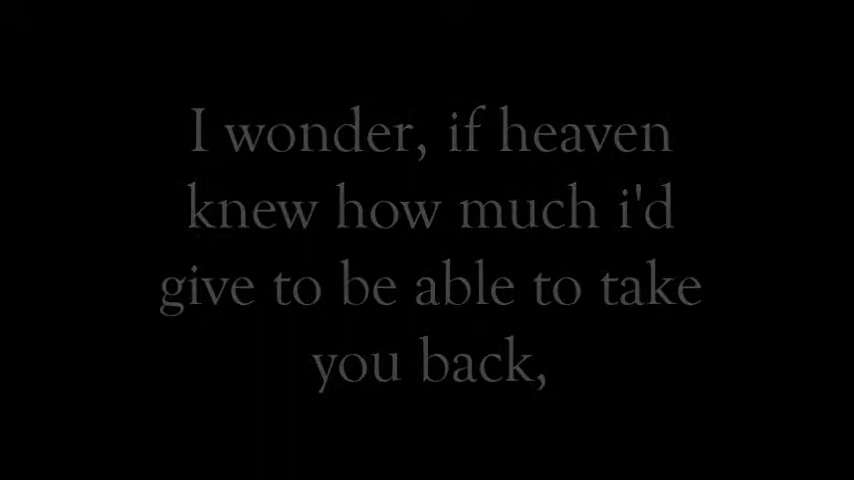 I wonder, if heaven
knew how much i'd
give to be able to take
you back,